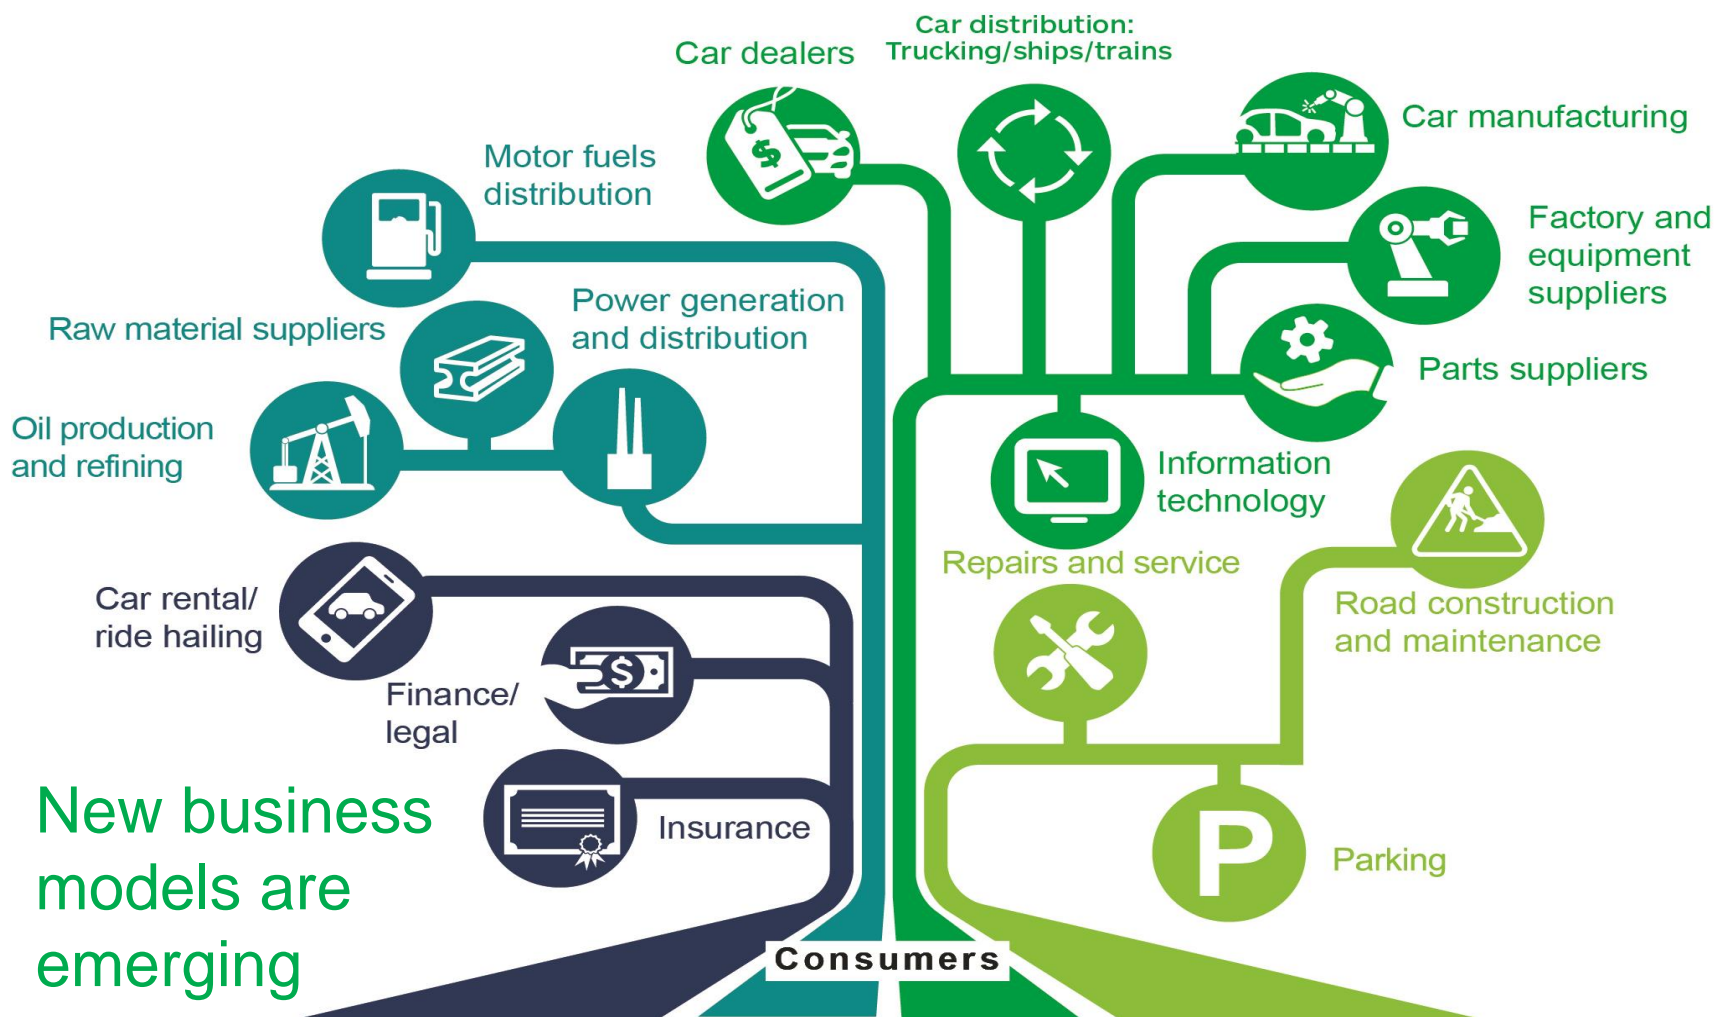 Car distribution:
Trucking/ships/trains
Car dealers
Car manufacturing
Motor fuels
distribution
Factory and
equipment
suppliers
Raw material suppliers
Power generation
and distribution
Parts suppliers
Oil production
and refining
Information
technology
Repairs and service
Car rental/
ride hailing
Road construction
and maintenance
Finance/
legal
$
$
New business
models are
emerging
Insurance
P
Parking
Consumers